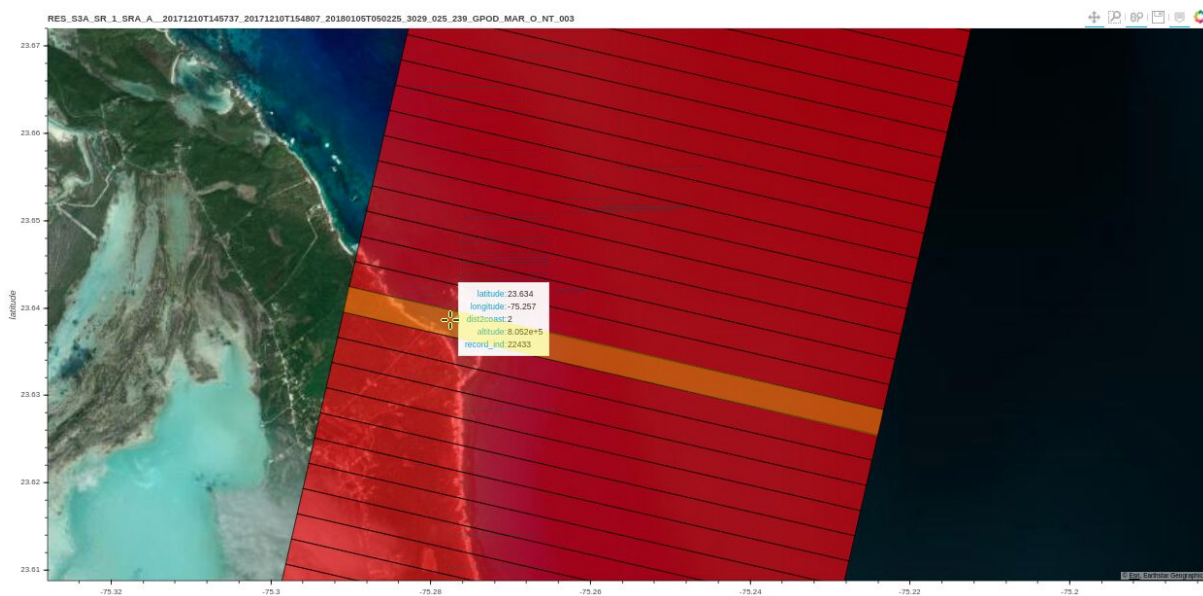 RES_S3A_SR_1_SRA_A__20171210T145737_20171210T154807_20180105T050225_3029_025_239_GPOD_MAR_O_NT_003
23.67
23.66
23.65
23.64
23.63
23.62
23.61
latitude
latitude: 23.634
longitude: -75.257
dist2coast: 2
altitude: 8.052e+5
record_ind: 22433
-75.32
-75.3
-75.28
-75.26
-75.24
-75.22
-75.2
© Esri, Earthstar Geographic